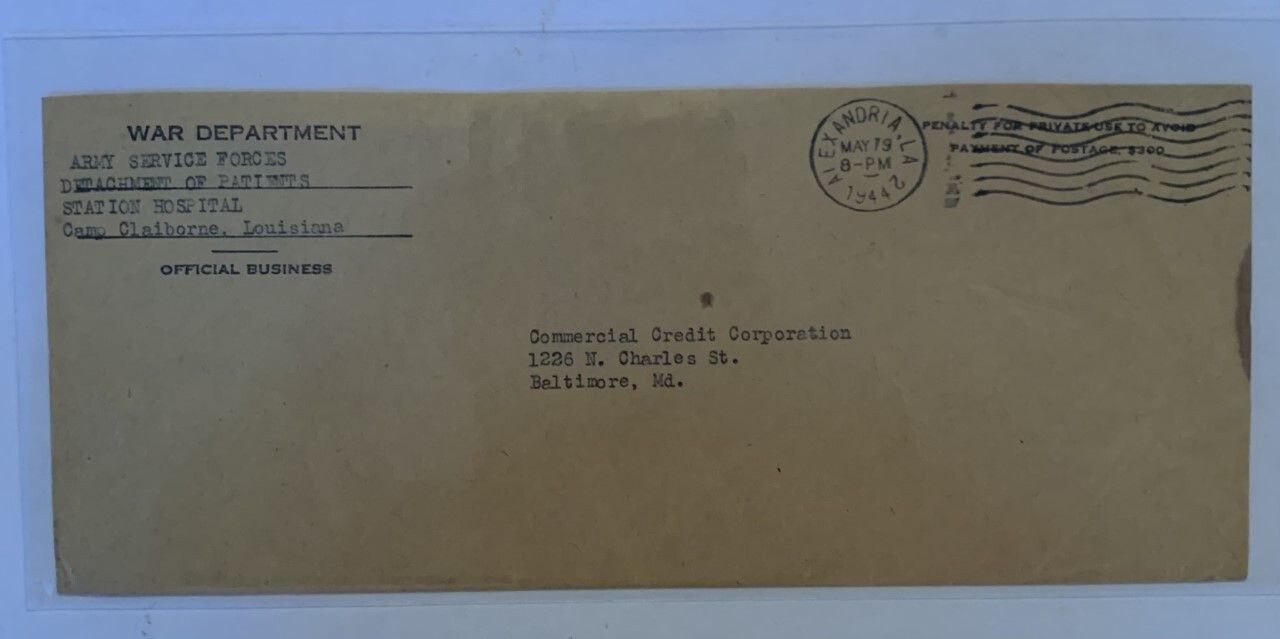 WAR DEPARTMENT
ARMY SERVICE FORCES
DETACHMENT OF PATIENTS
STATION HOSPITAL
Camp Claiborne, Louisiana
OFFICIAL BUSINESS
ALEXANDRIA, LA
MAY 19
8-PM
1944
2
PENALTY FOR PRIVATE USE TO AVOID
PAYMENT OF POSTAGE, $300
Commercial Credit Corporation
1226 N. Charles St.
Baltimore, Md.